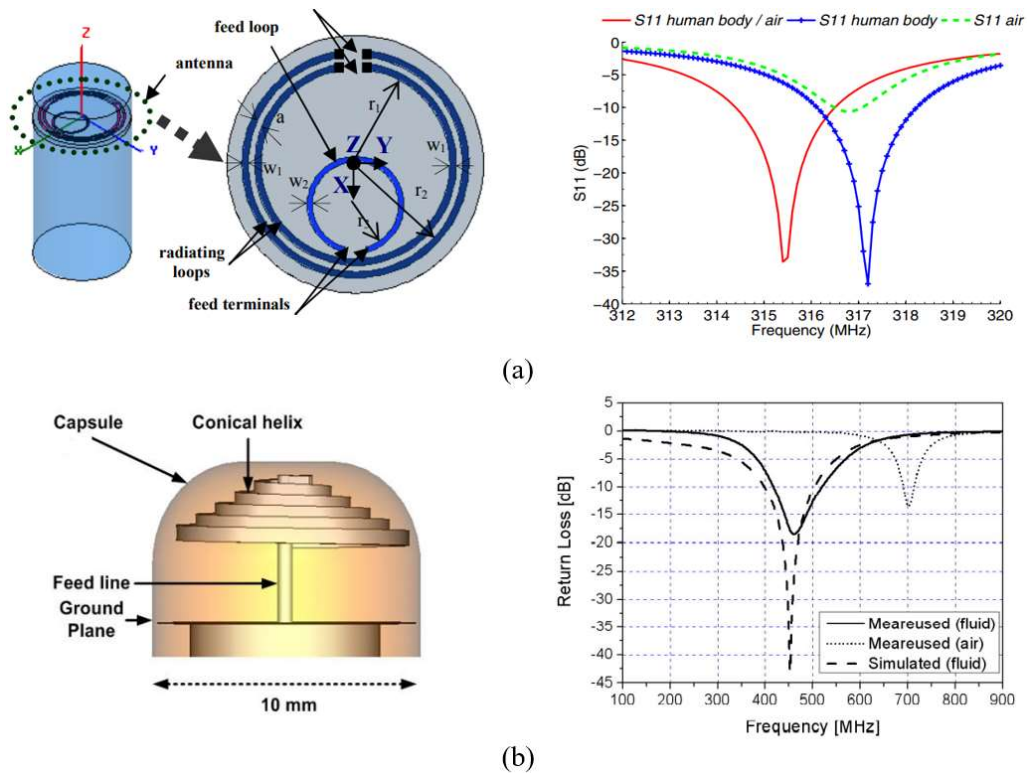 feed loop
antenna
Z
X
Y
r1
a
Z
Y
w1
w1
w2
X
r2
radiating
loops
feed terminals
S11 human body / air
S11 human body
S11 air
S11 (dB)
0
−5
−10
−15
−20
−25
−30
−35
−40
312 313 314 315 316 317 318 319 320
Frequency (MHz)
(a)
Capsule
Conical helix
Feed line
Ground
Plane
10 mm
Return Loss [dB]
5
0
-5
-10
-15
-20
-25
-30
-35
-40
-45
Meareused (fluid)
Meareused (air)
Simulated (fluid)
100 200 300 400 500 600 700 800 900
Frequency [MHz]
(b)